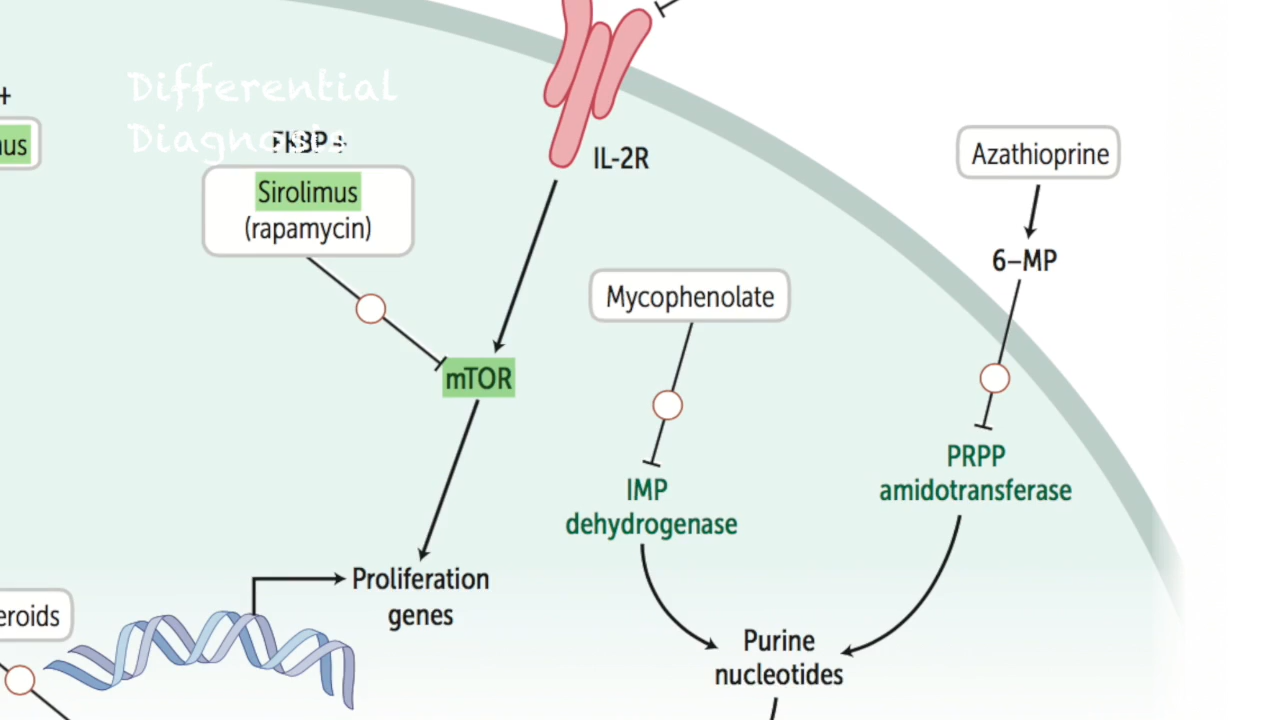 Differential
Diagnosis
+
us
FKBP +
Sirolimus
(rapamycin)
IL-2R
Azathioprine
6–MP
Mycophenolate
mTOR
PRPP
amidotransferase
IMP
dehydrogenase
Proliferation
genes
eroids
Purine
nucleotides